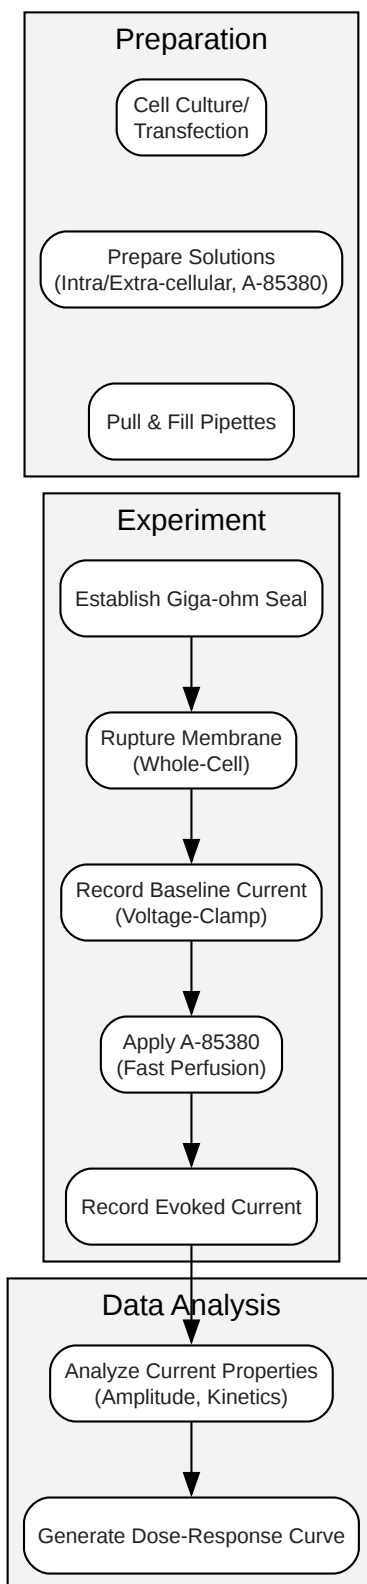 Preparation
Cell Culture/
Transfection
Prepare Solutions
(Intra/Extra-cellular, A-85380)
Pull & Fill Pipettes
Experiment
Establish Giga-ohm Seal
Rupture Membrane
(Whole-Cell)
Record Baseline Current
(Voltage-Clamp)
Apply A-85380
(Fast Perfusion)
Record Evoked Current
Data Analysis
Analyze Current Properties
(Amplitude, Kinetics)
Generate Dose-Response Curve